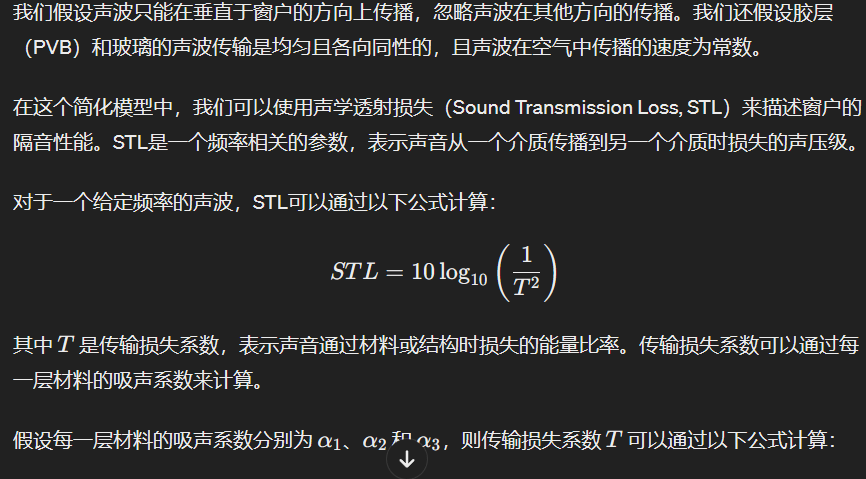 我们假设声波只能在垂直于窗户的方向上传播，忽略声波在其他方向的传播。我们还假设胶层
（PVB）和玻璃的声波传输是均匀且各向同性的，且声波在空气中传播的速度为常数。
在这个简化模型中，我们可以使用声学透射损失（Sound Transmission Loss, STL）来描述窗户的
隔音性能。STL是一个频率相关的参数，表示声音从一个介质传播到另一个介质时损失的声压级。
对于一个给定频率的声波，STL可以通过以下公式计算：
STL = 10 log₁₀ (1/T²)
其中 T 是传输损失系数，表示声音通过材料或结构时损失的能量比率。传输损失系数可以通过每
一层材料的吸声系数来计算。
假设每一层材料的吸声系数分别为 α₁、α₂ 和 α₃，则传输损失系数 T 可以通过以下公式计算：